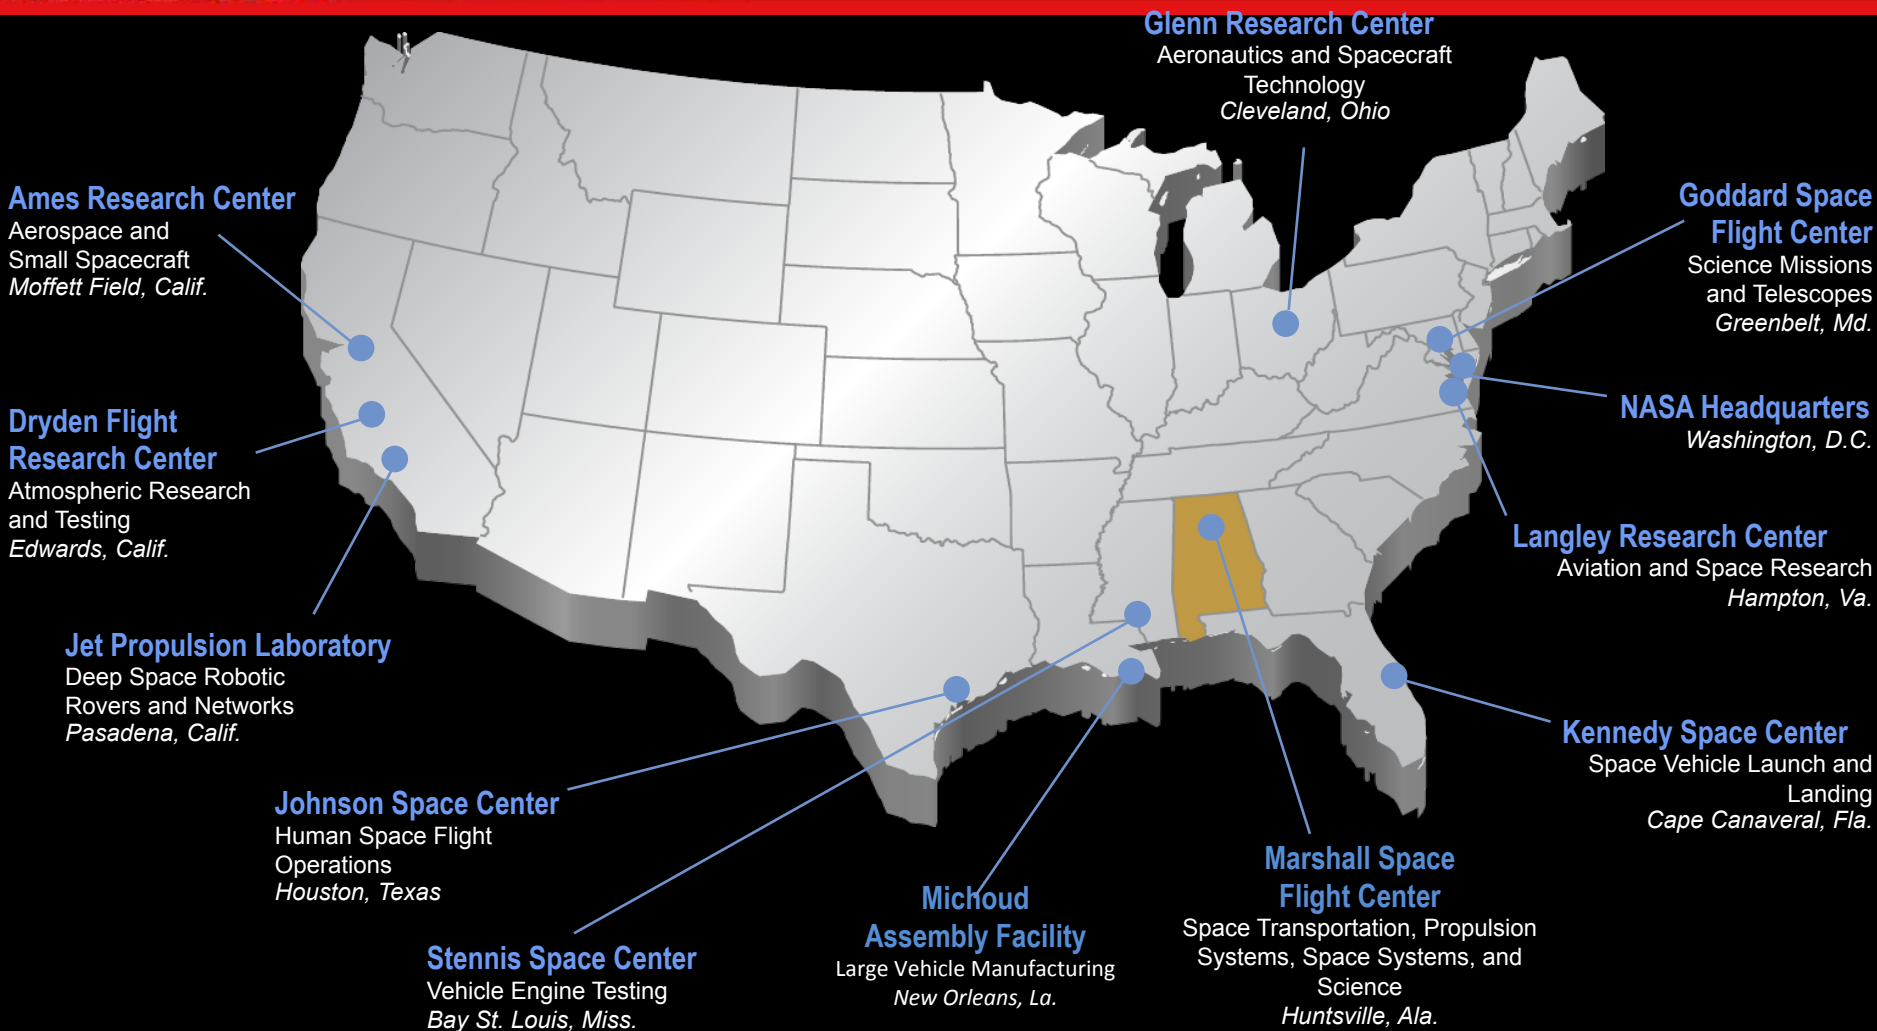 Glenn Research Center
Aeronautics and Spacecraft
Technology
Cleveland, Ohio
Ames Research Center
Aerospace and
Small Spacecraft
Moffett Field, Calif.
Goddard Space
Flight Center
Science Missions
and Telescopes
Greenbelt, Md.
Dryden Flight
Research Center
Atmospheric Research
and Testing
Edwards, Calif.
NASA Headquarters
Washington, D.C.
Langley Research Center
Aviation and Space Research
Hampton, Va.
Jet Propulsion Laboratory
Deep Space Robotic
Rovers and Networks
Pasadena, Calif.
Kennedy Space Center
Space Vehicle Launch and
Landing
Cape Canaveral, Fla.
Johnson Space Center
Human Space Flight
Operations
Houston, Texas
Marshall Space
Flight Center
Space Transportation, Propulsion
Systems, Space Systems, and
Science
Huntsville, Ala.
Michoud
Assembly Facility
Large Vehicle Manufacturing
New Orleans, La.
Stennis Space Center
Vehicle Engine Testing
Bay St. Louis, Miss.